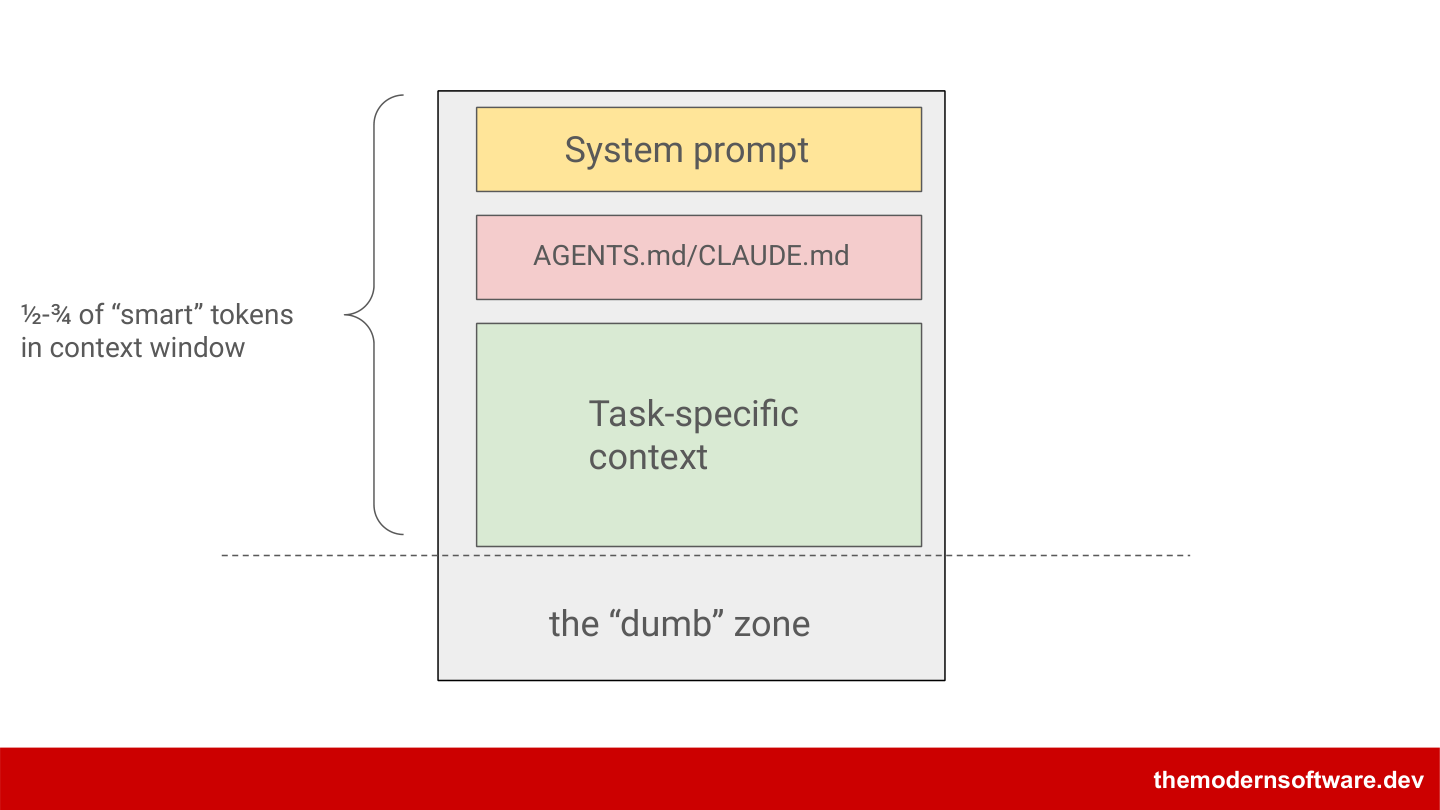 System prompt
AGENTS.md/CLAUDE.md
½-¾ of “smart” tokens
in context window
Task-specific
context
the “dumb” zone
themodernsoftware.dev